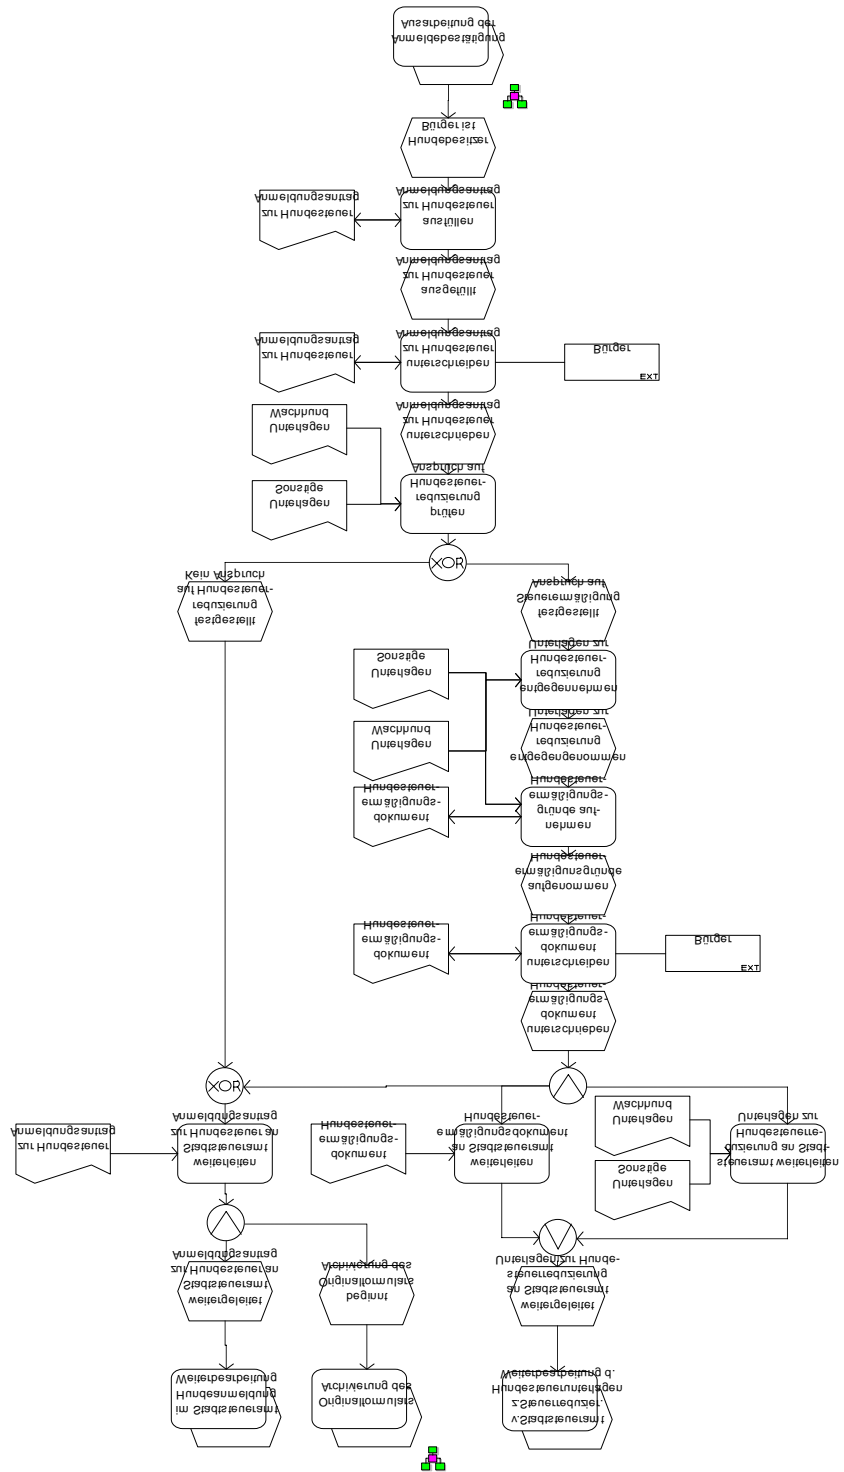 Ausarbeitung der
Anmeldebestätigung
Bürger ist
Hundebesitzer
Anmeldungsantrag
zur Hundesteuer
Anmeldungsantrag
zur Hundesteuer
ausfüllen
Anmeldungsantrag
zur Hundesteuer
ausgefüllt
Anmeldungsantrag
zur Hundesteuer
Anmeldungsantrag
zur Hundesteuer
unterschreiben
Bürger
EXT
Wachhund
Unterlagen
Anmeldungsantrag
zur Hundesteuer
unterschrieben
Sonstige
Unterlagen
Anspruch auf
Hundesteuer-
reduzierung
prüfen
XOR
Kein Anspruch
auf Hundesteuer-
reduzierung
festgestellt
Anspruch auf
Steuerermäßigung
festgestellt
Sonstige
Unterlagen
Unterlagen zur
Hundesteuer-
reduzierung
entgegennehmen
Wachhund
Unterlagen
Unterlagen zur
Hundesteuer-
reduzierung
entgegengenommen
Hundesteuer-
ermäßigungs-
dokument
Hundesteuer-
ermäßigungs-
gründe auf-
nehmen
Hundesteuer-
ermäßigunsgründe
aufgenommen
Hundesteuer-
ermäßigungs-
dokument
Hundesteuer-
ermäßigungs-
dokument
unterschreiben
Bürger
EXT
Hundesteuer-
ermäßigungs-
dokument
unterschrieben
XOR
Anmeldungsantrag
zur Hundesteuer
Anmeldungsantrag
zur Hundesteuer an
Stadtsteueramt
weiterleiten
Hundesteuer-
ermäßigungs-
dokument
Hundesteuer-
ermäßigungsdokument
an Stadtsteueramt
weiterleiten
Wachhund
Unterlagen
Sonstige
Unterlagen
Unterlagen zur
Hundesteuerre-
duzierung an Stadt-
steueramt weiterleiten
Anmeldungsantrag
zur Hundesteuer an
Stadtsteueramt
weitergeleitet
Archivierung des
Originalformulars
beginnt
Unterlagen zur Hunde-
steuerreduzierung
an Stadtsteueramt
weitergeleitet
Weiterbearbeitung
Hundeanmeldung
im Stadtsteueramt
Archivierung des
Originalformulars
Weiterbearbeitung d.
Hundesteuerunterlagen
z.Steuerreduzier.
v.Stadtsteueramt